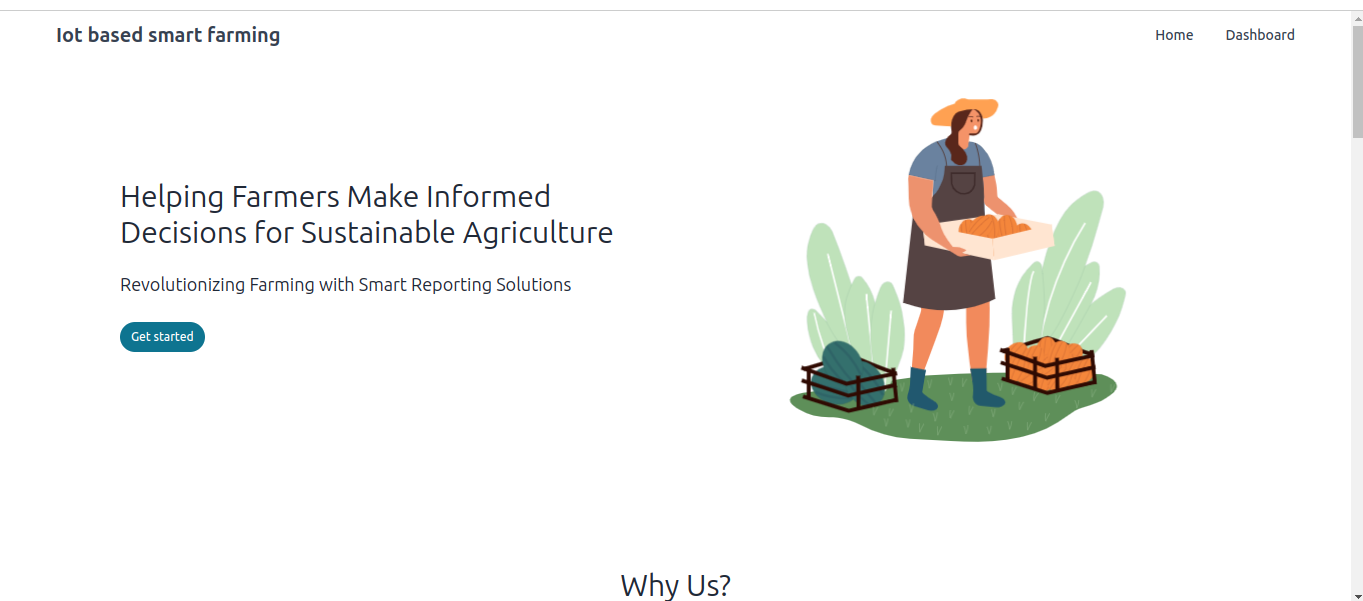 Iot based smart farming
Home
Dashboard
Helping Farmers Make Informed
Decisions for Sustainable Agriculture
Revolutionizing Farming with Smart Reporting Solutions
Get started
Why Us?